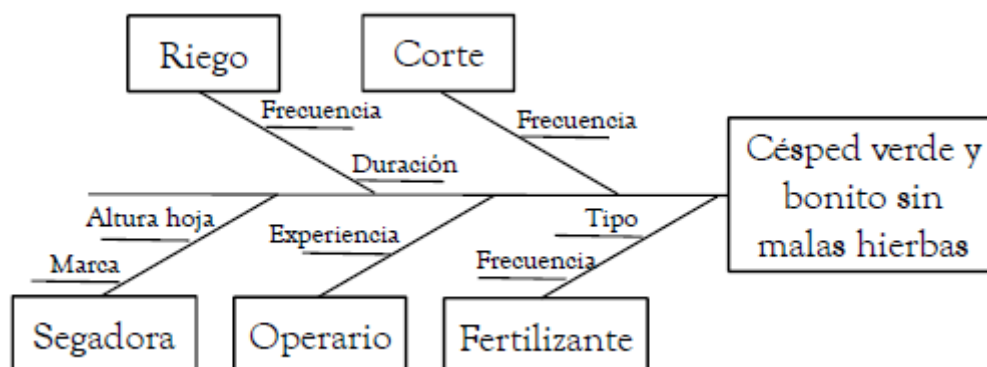 Riego
Corte
Frecuencia
Frecuencia
Duración
Césped verde y
bonito sin
malas hierbas
Altura hoja
Experiencia
Tipo
Marca
Frecuencia
Segadora
Operario
Fertilizante